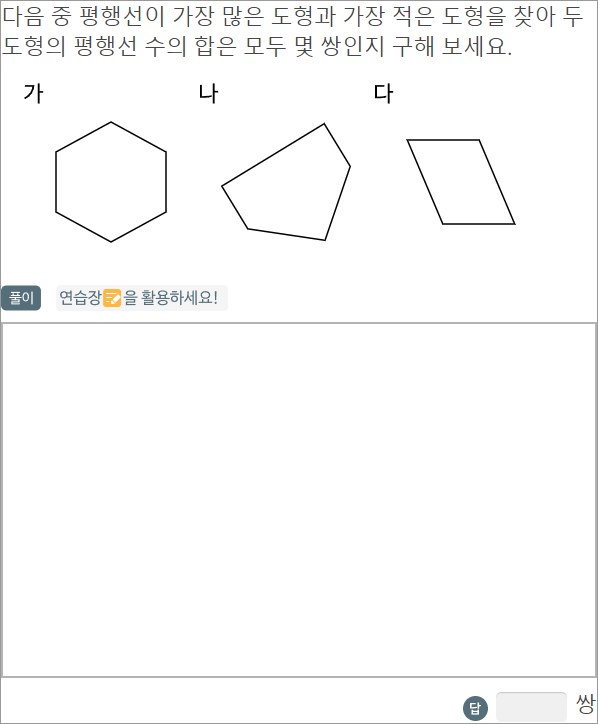 다음 중 평행선이 가장 많은 도형과 가장 적은 도형을 찾아 두
도형의 평행선 수의 합은 모두 몇 쌍인지 구해 보세요.
가 나 다
풀이 연습장을 활용하세요!
답 쌍